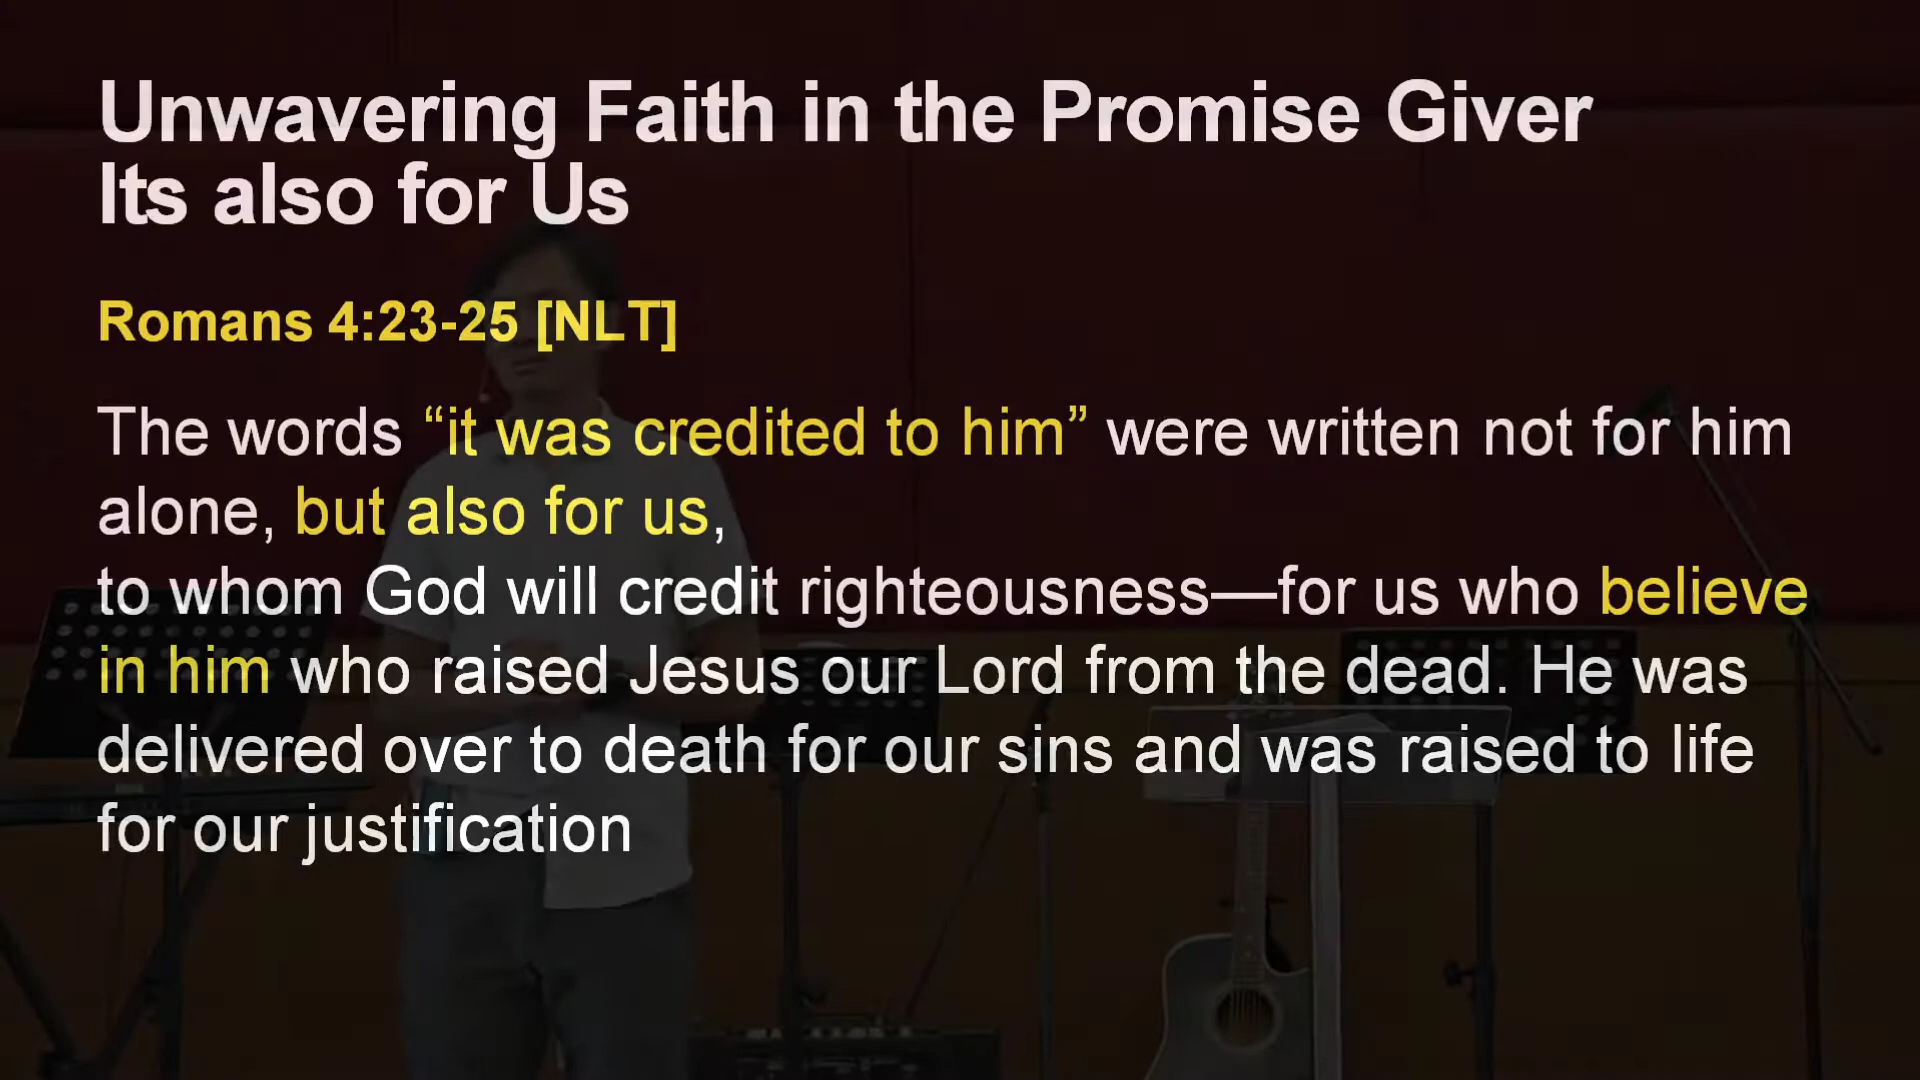 Unwavering Faith in the Promise Giver
Its also for Us
Romans 4:23-25 [NLT]
The words “it was credited to him” were written not for him
alone, but also for us,
to whom God will credit righteousness—for us who believe
in him who raised Jesus our Lord from the dead. He was
delivered over to death for our sins and was raised to life
for our justification